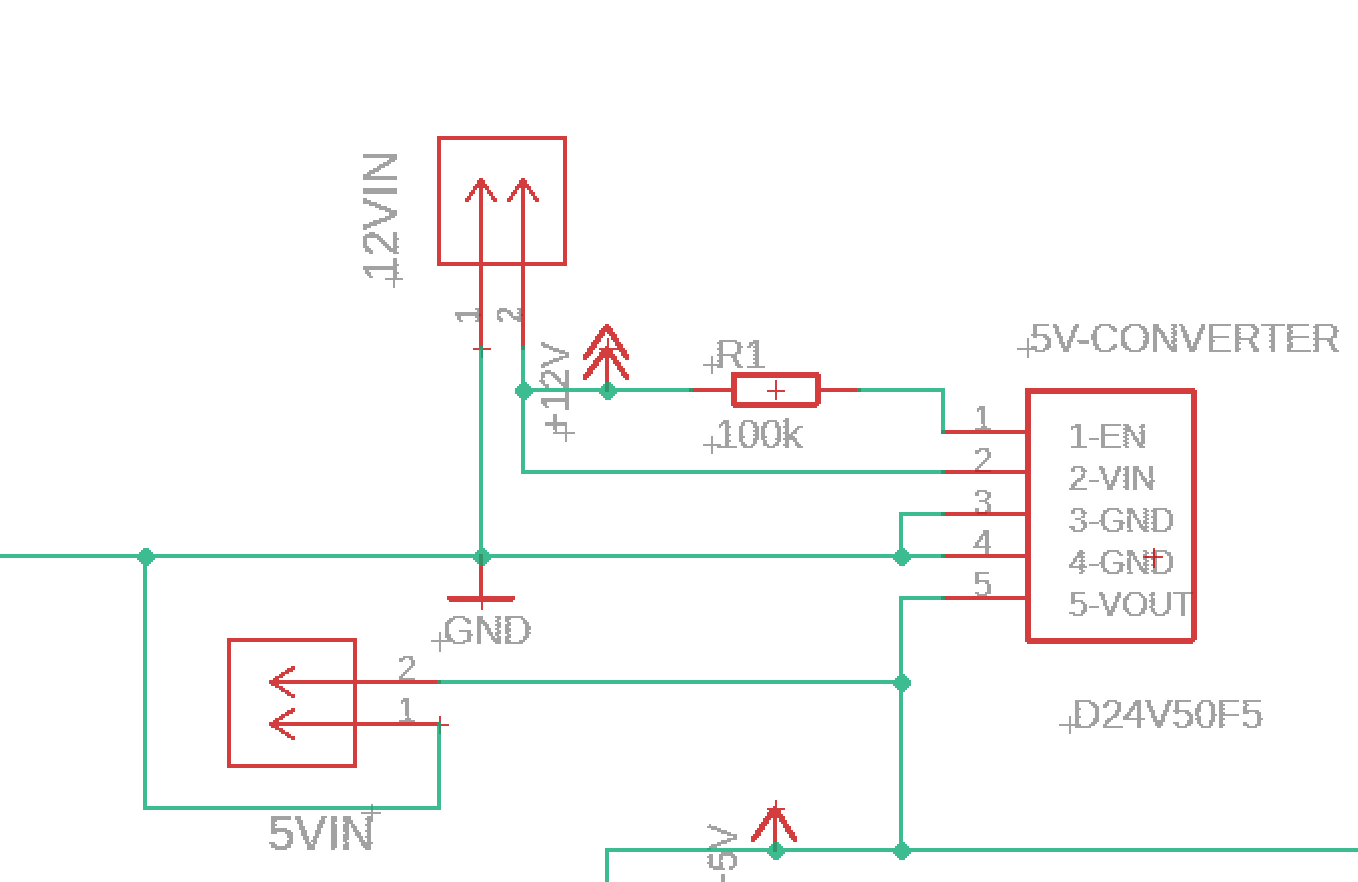 12VIN
1
2
+12V
R1
100k
5V-CONVERTER
1
2
3
4
5
1-EN
2-VIN
3-GND
4-GND
5-VOUT
D24V50F5
GND
2
1
5VIN